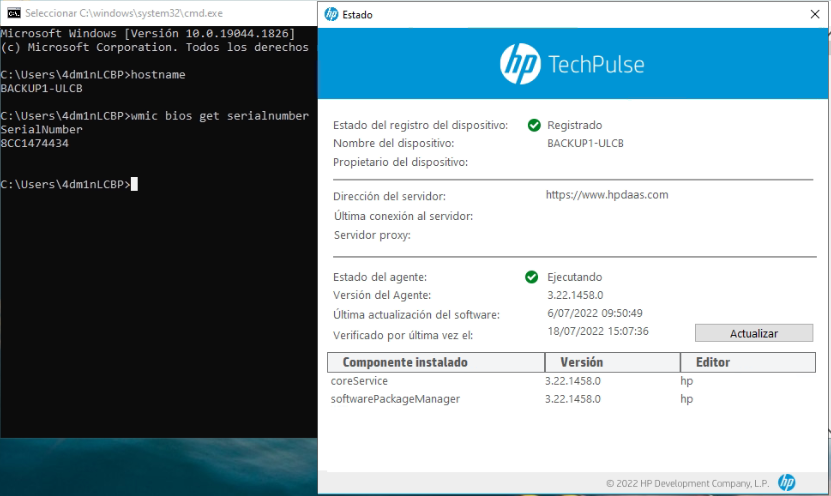 Seleccionar C:\windows\system32\cmd.exe
Microsoft Windows [Versión 10.0.19044.1826]
(c) Microsoft Corporation. Todos los derechos
C:\Users\4dm1nLCBP>hostname
BACKUP1-ULCB
C:\Users\4dm1nLCBP>wmic bios get serialnumber
SerialNumber
8CC1474434
C:\Users\4dm1nLCBP>
Estado
hp TechPulse
Estado del registro del dispositivo: Registrado
Nombre del dispositivo: BACKUP1-ULCB
Propietario del dispositivo:
Dirección del servidor: https://www.hpdaas.com
Última conexión al servidor:
Servidor proxy:
Estado del agente: Ejecutando
Versión del Agente: 3.22.1458.0
Última actualización del software: 6/07/2022 09:50:49
Verificado por última vez el: 18/07/2022 15:07:36 Actualizar
Componente instalado Versión Editor
coreService 3.22.1458.0 hp
softwarePackageManager 3.22.1458.0 hp
© 2022 HP Development Company, L.P. hp